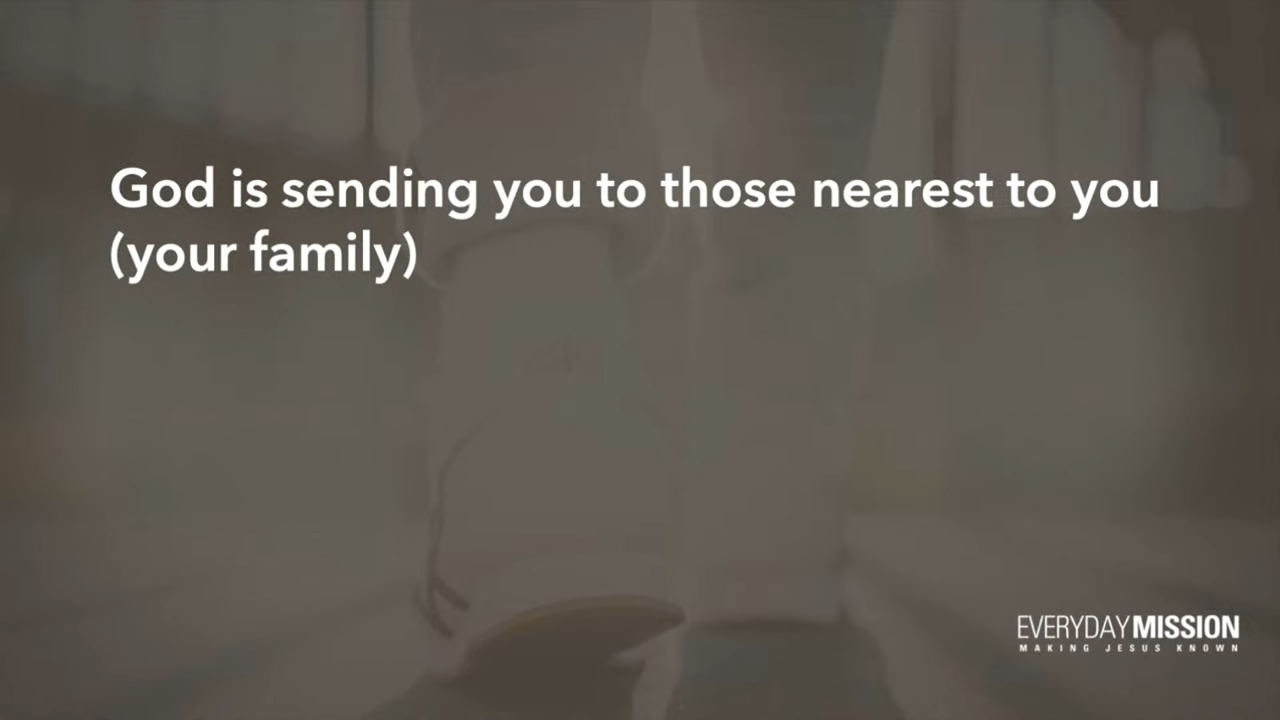 God is sending you to those nearest to you
(your family)
EVERYDAYMISSION
MAKING JESUS KNOWN